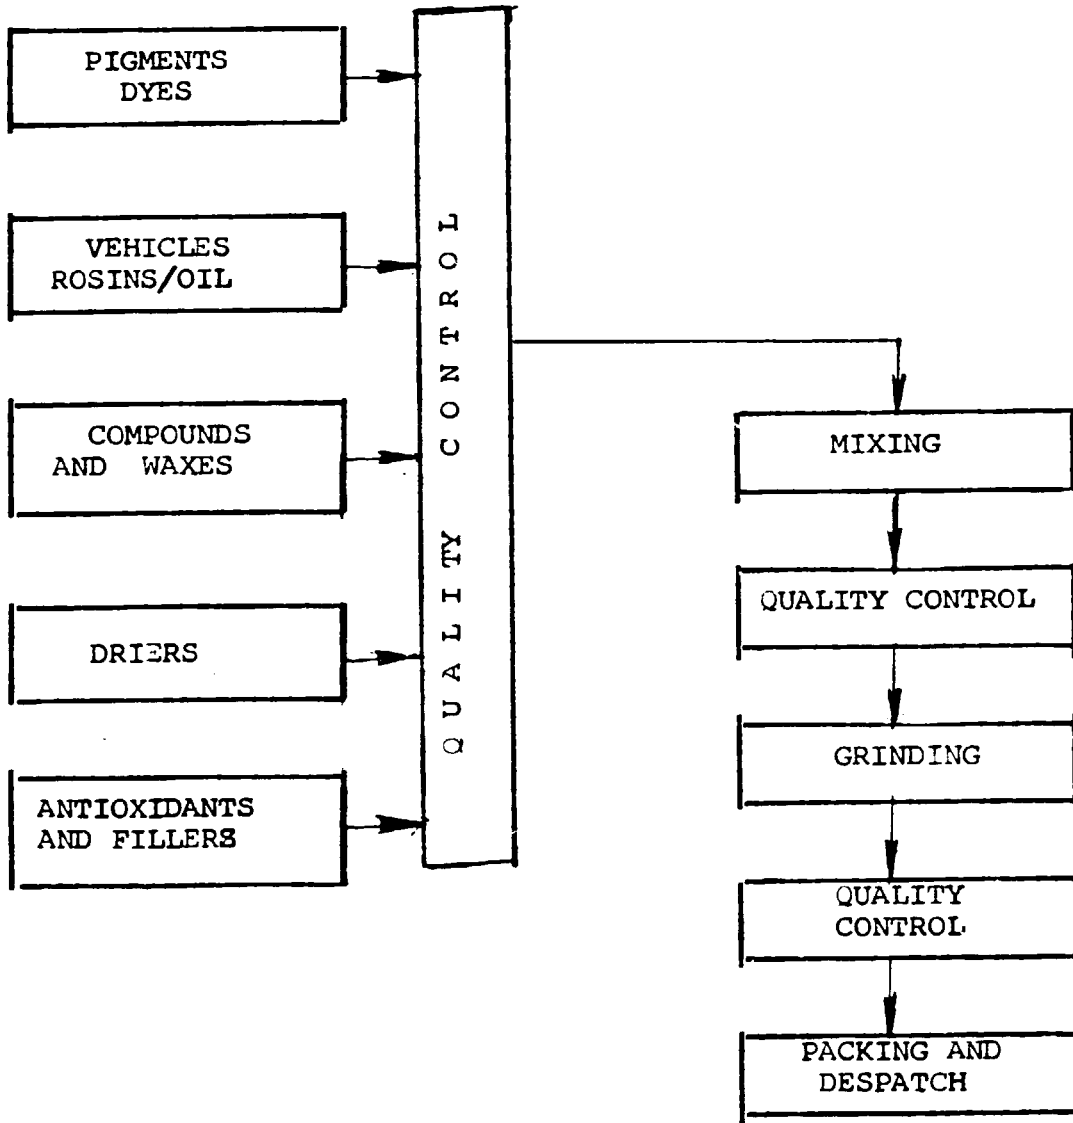 PIGMENTS
DYES
VEHICLES
ROSINS/OIL
COMPOUNDS
AND WAXES
DRIERS
ANTIOXIDANTS
AND FILLERS
QUALITY CONTROL
MIXING
QUALITY CONTROL
GRINDING
QUALITY
CONTROL
PACKING AND
DESPATCH